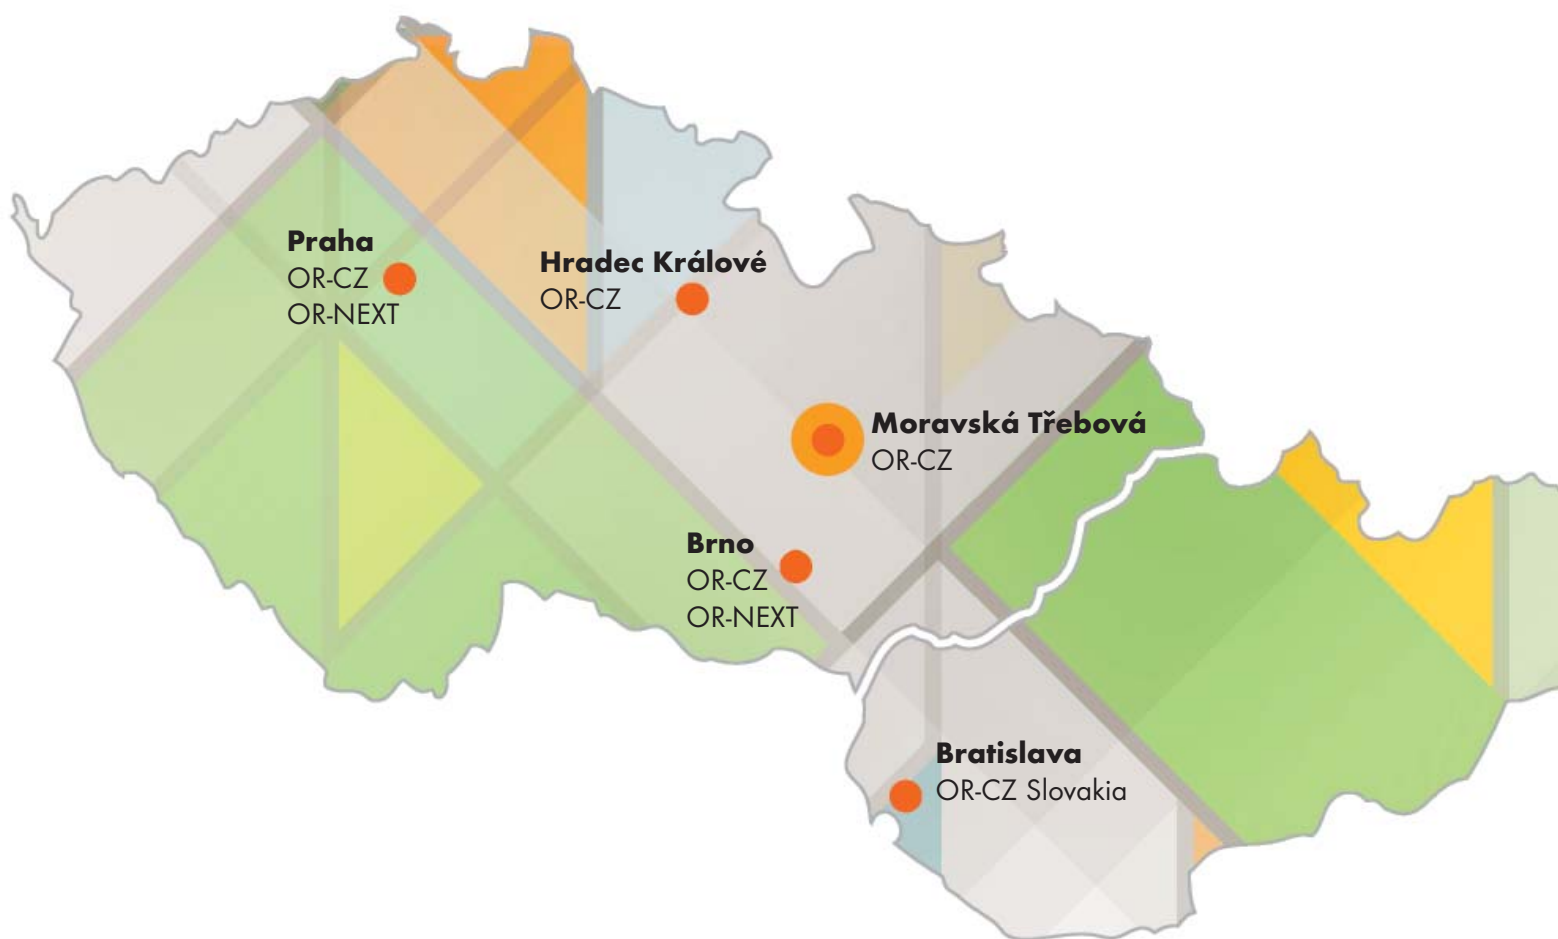 Praha
OR-CZ
OR-NEXT
Hradec Králové
OR-CZ
Moravská Třebová
OR-CZ
Brno
OR-CZ
OR-NEXT
Bratislava
OR-CZ Slovakia